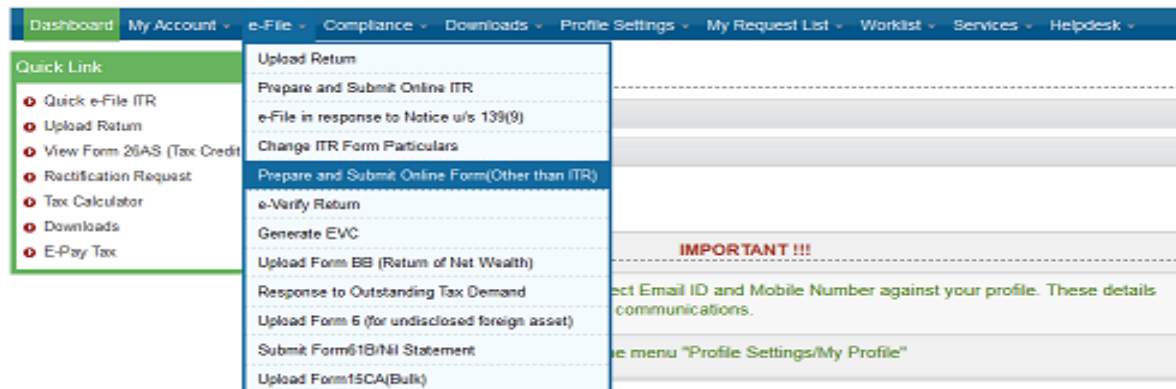 Dashboard My Account e-File Compliance Downloads Profile Settings My Request List Worklist Services Helpdesk
Quick Link
Quick e-File ITR
Upload Return
View Form 26AS (Tax Credit
Rectification Request
Tax Calculator
Downloads
E-Pay Tax
Upload Return
Prepare and Submit Online ITR
e-File in response to Notice u/s 139(9)
Change ITR Form Particulars
Prepare and Submit Online Form(Other than ITR)
e-Verify Return
Generate EVC
Upload Form BB (Return of Net Wealth)
Response to Outstanding Tax Demand
Upload Form 6 (for undisclosed foreign asset)
Submit Form61B/Nil Statement
Upload Form15CA(Bulk)
IMPORTANT !!!
ect Email ID and Mobile Number against your profile. These details
communications.
e menu "Profile Settings/My Profile"